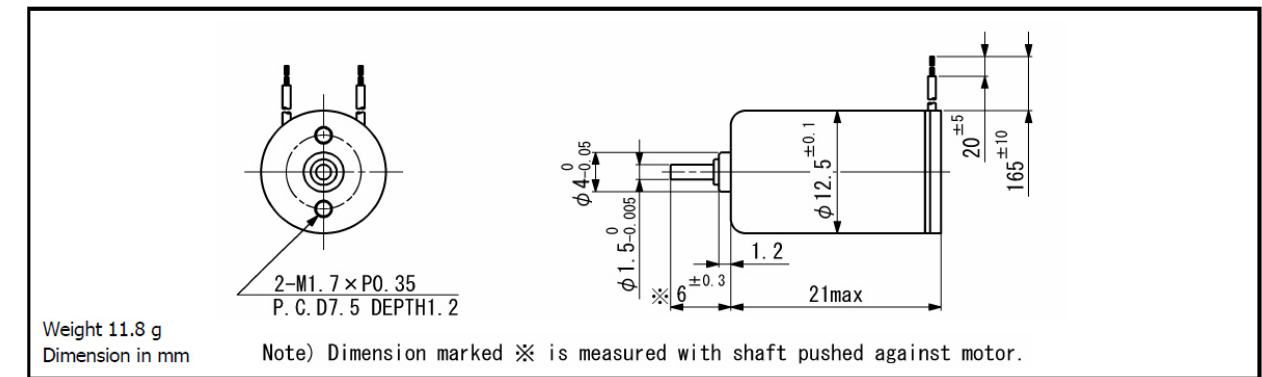 2-M1.7×P0.35
P.C.D7.5 DEPTH1.2
φ4 0 -0.05
φ1.5 0 -0.005
※6 ±0.3
1.2
21max
φ12.5 ±0.1
20 ±5
165 ±10
Weight 11.8 g
Dimension in mm
Note) Dimension marked ※ is measured with shaft pushed against motor.